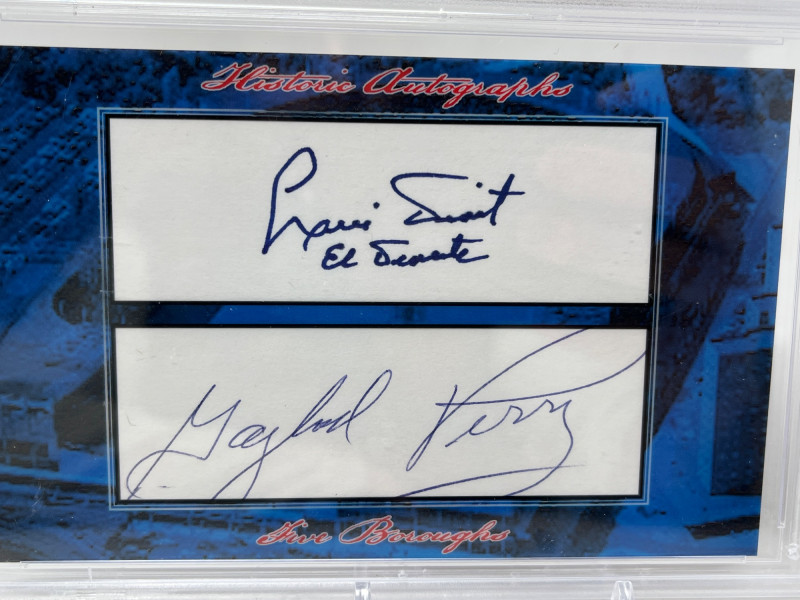 Historic Autographs
Luis Tiant
El Tiante
Gaylord Perry
Five Boroughs